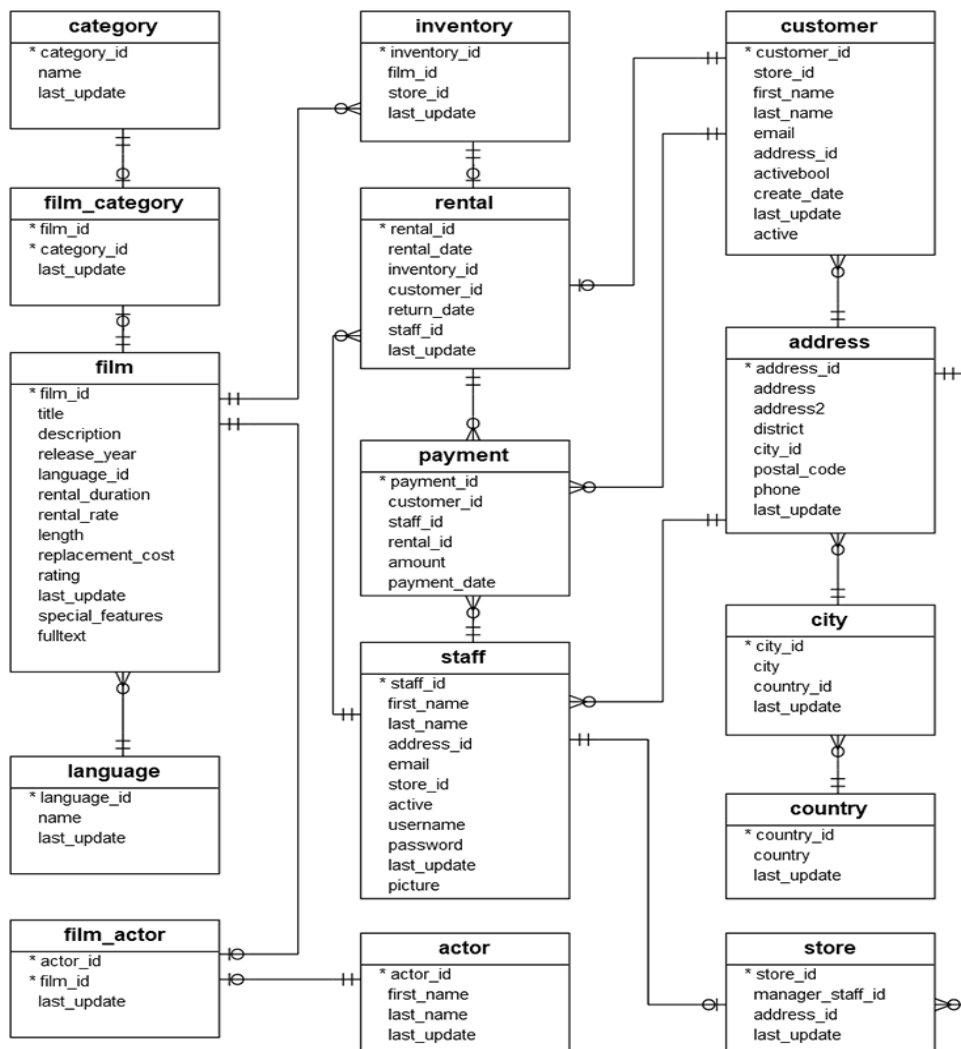 category
* category_id
name
last_update
film_category
* film_id
* category_id
last_update
film
* film_id
title
description
release_year
language_id
rental_duration
rental_rate
length
replacement_cost
rating
last_update
special_features
fulltext
language
* language_id
name
last_update
film_actor
* actor_id
* film_id
last_update
inventory
* inventory_id
film_id
store_id
last_update
rental
* rental_id
rental_date
inventory_id
customer_id
return_date
staff_id
last_update
payment
* payment_id
customer_id
staff_id
rental_id
amount
payment_date
staff
* staff_id
first_name
last_name
address_id
email
store_id
active
username
password
last_update
picture
actor
* actor_id
first_name
last_name
last_update
customer
* customer_id
store_id
first_name
last_name
email
address_id
activebool
create_date
last_update
active
address
* address_id
address
address2
district
city_id
postal_code
phone
last_update
city
* city_id
city
country_id
last_update
country
* country_id
country
last_update
store
* store_id
manager_staff_id
address_id
last_update